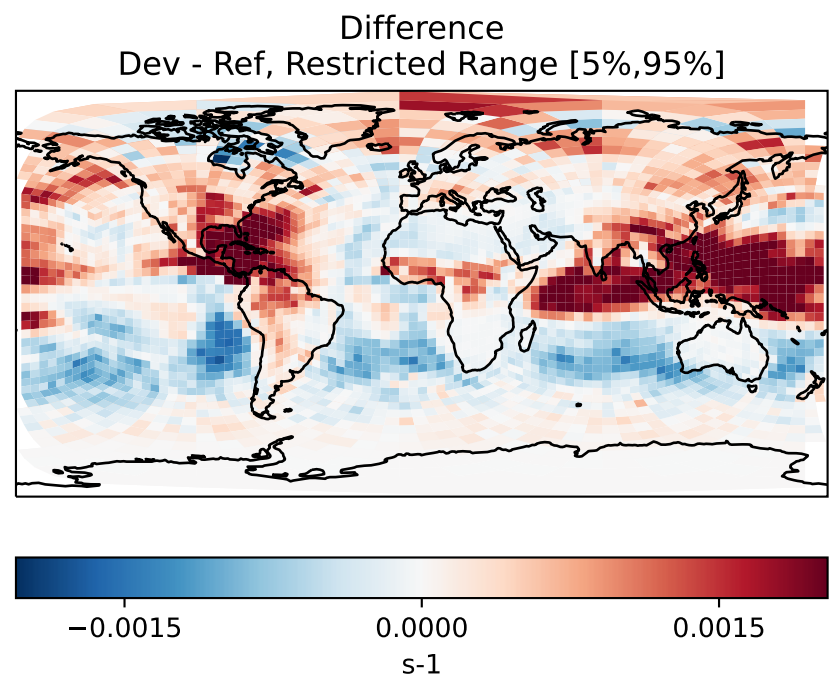 Difference
Dev - Ref, Restricted Range [5%,95%]
−0.0015 0.0000 0.0015
s-1